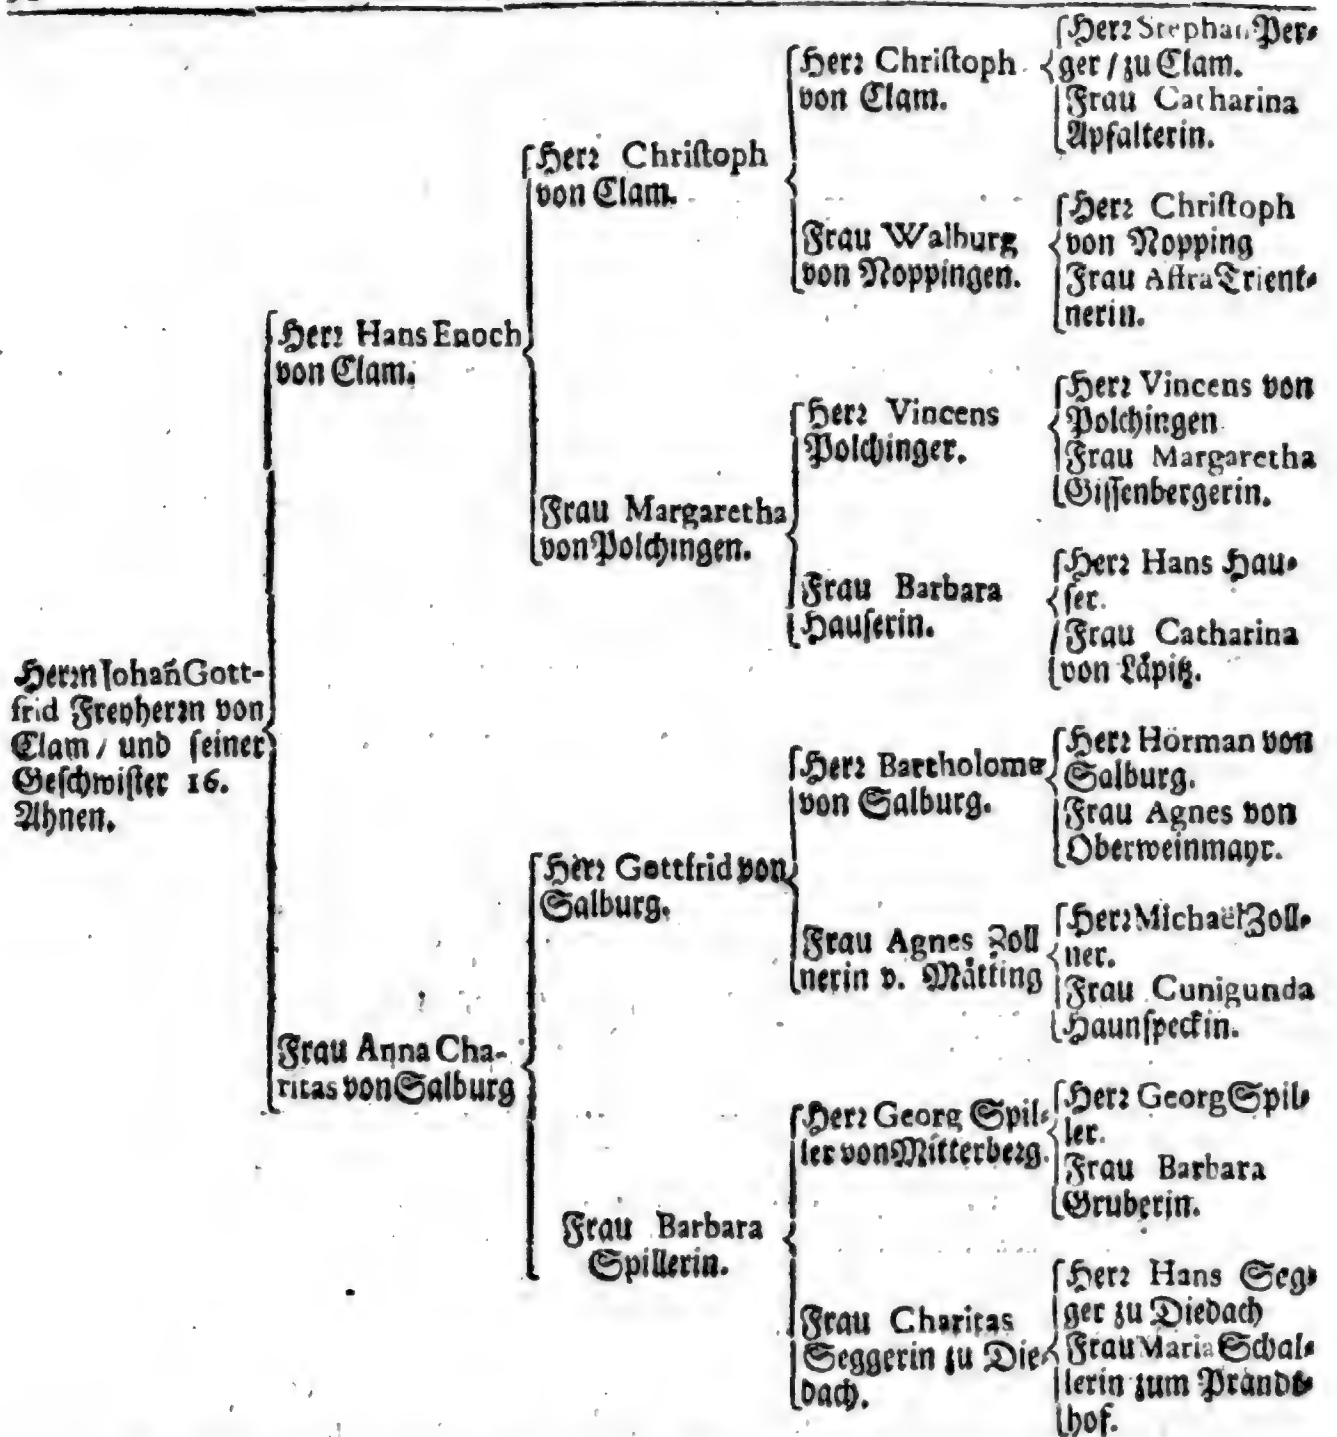 Herrn Johan̄ Gott-
frid Freyherrn von
Clam / und seiner
Geschwister 16.
Ahnen.
Herr Hans Enoch
von Clam.
Frau Anna Cha-
ritas von Salburg
Herr Christoph
von Clam.
Frau Margaretha
von Polchingen.
Herr Gottfrid von
Salburg.
Frau Barbara
Spillerin.
Herr Christoph
von Clam.
Frau Walburg
von Noppingen.
Herr Vincens
Polchinger.
Frau Barbara
Hauserin.
Herr Bartholome
von Salburg.
Frau Agnes Zoll
nerin v. Måtting
Herr Georg Spil-
ler von Mitterberg.
Frau Charitas
Seggerin zu Die-
dach.
Herr Stephan Per-
ger / zu Clam.
Frau Catharina
Apfalterin.
Herr Christoph
von Nopping
Frau Affra Trient-
nerin.
Herr Vincens von
Polchingen
Frau Margaretha
Gissenbergerin.
Herr Hans Hau-
ser.
Frau Catharina
von Låpitz.
Herr Hörman von
Salburg.
Frau Agnes von
Oberweinmayr.
Herr Michaël Zoll-
ner.
Frau Cunigunda
Haunspeckin.
Herr Georg Spil-
ler.
Frau Barbara
Gruberin.
Herr Hans Seg-
ger zu Diedach
Frau Maria Schal-
lerin zum Prånds-
hof.